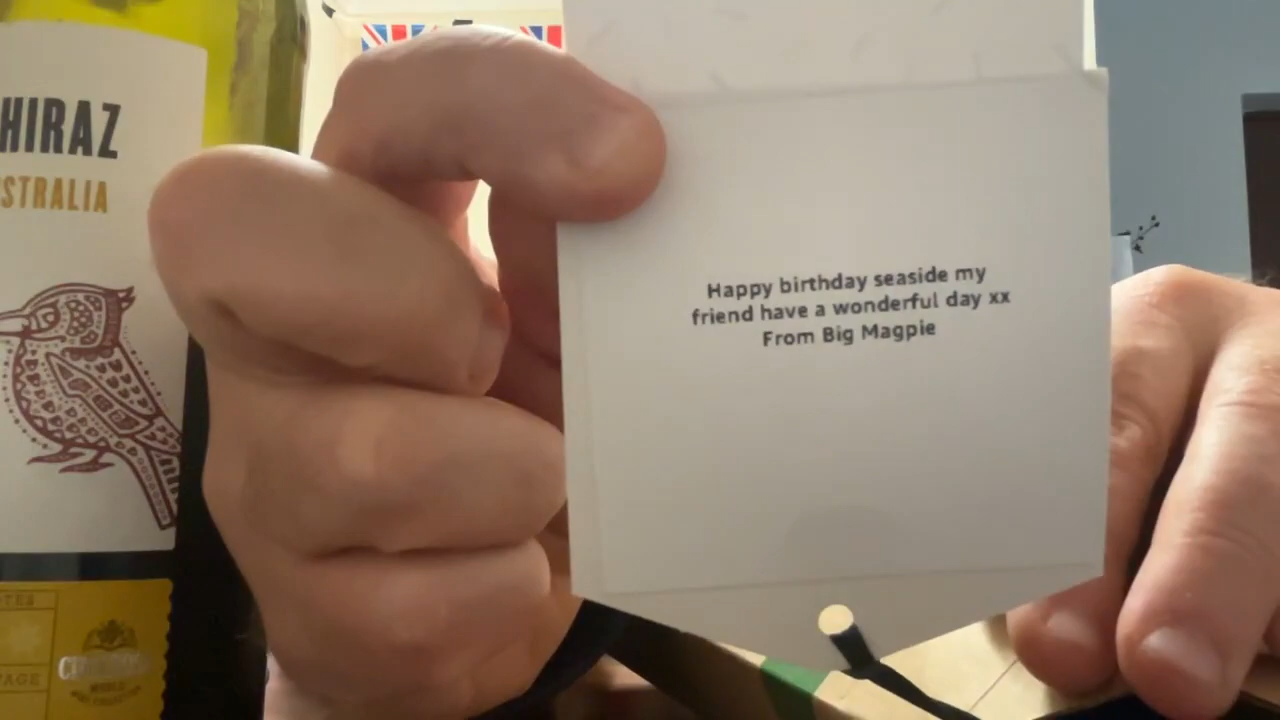 HIRAZ
STRALIA
Happy birthday seaside my
friend have a wonderful day xx
From Big Magpie